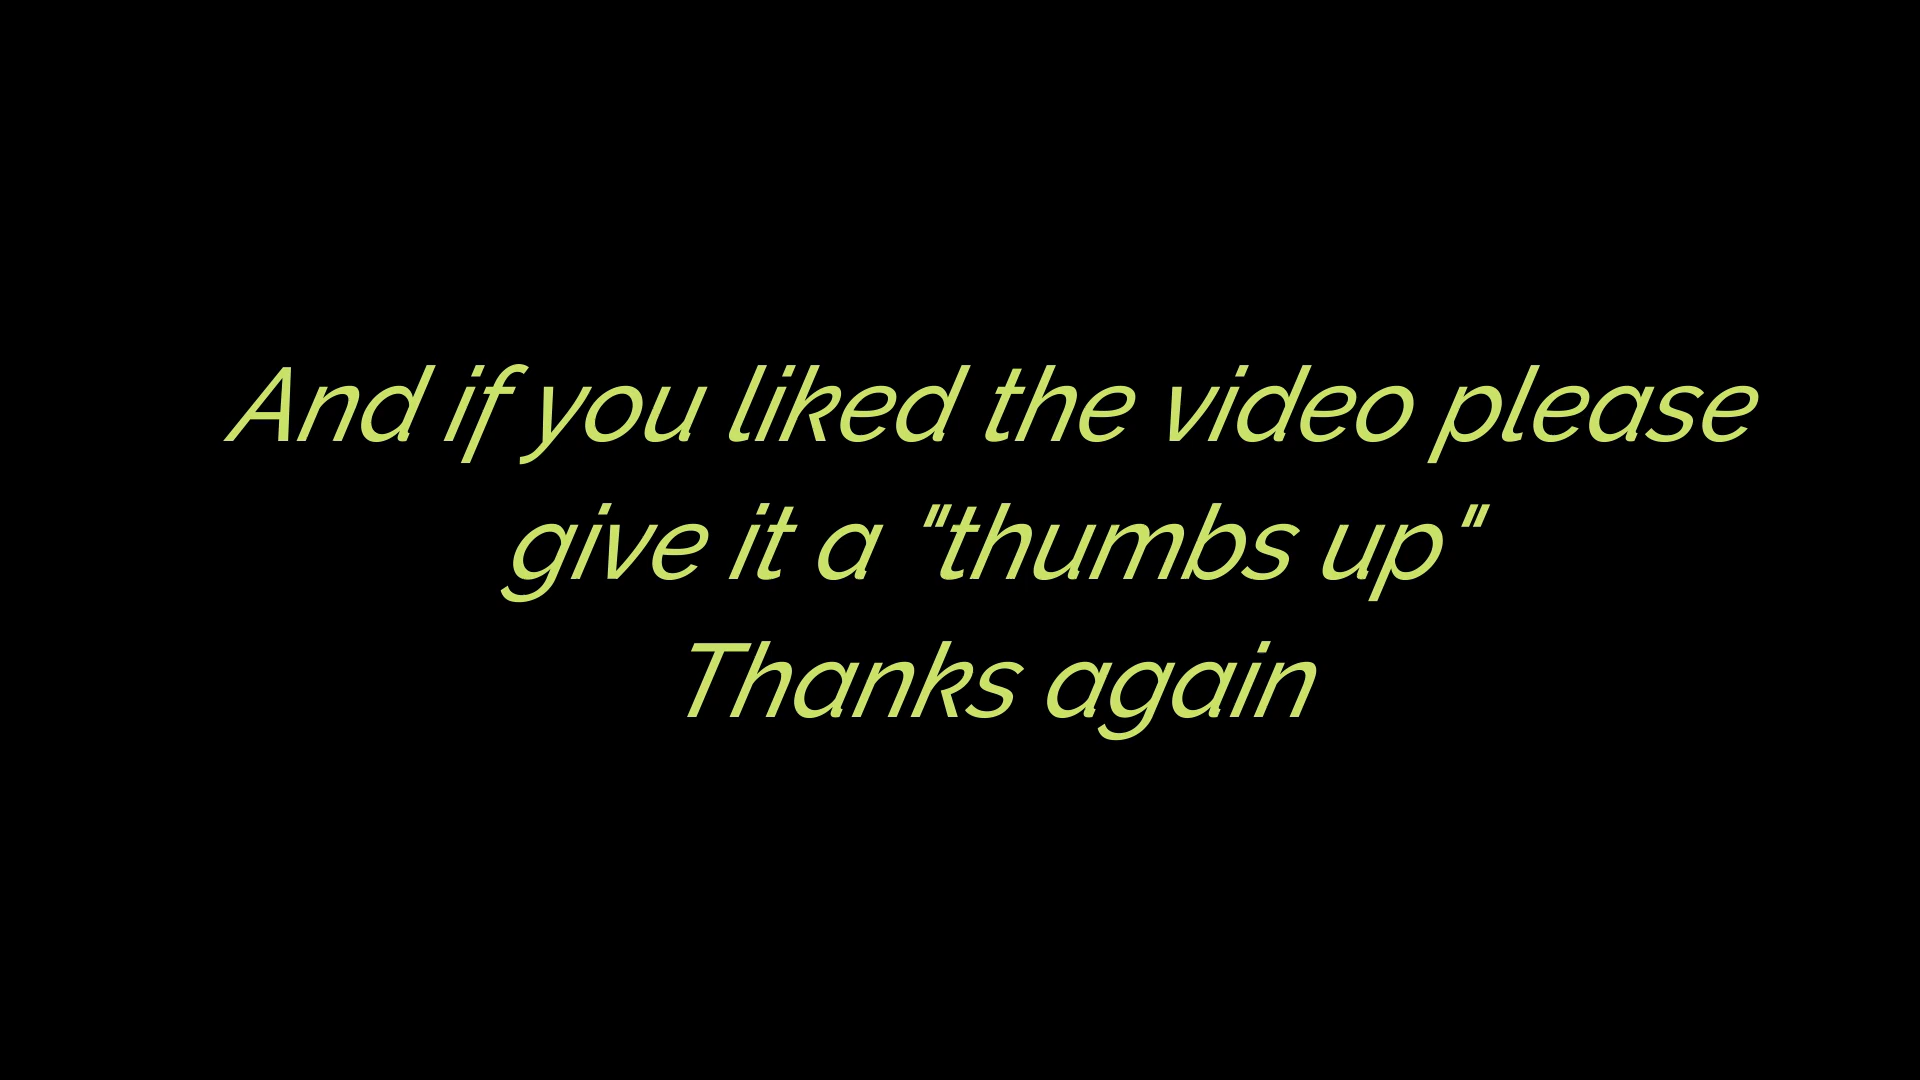 And if you liked the video please
give it a "thumbs up"
Thanks again